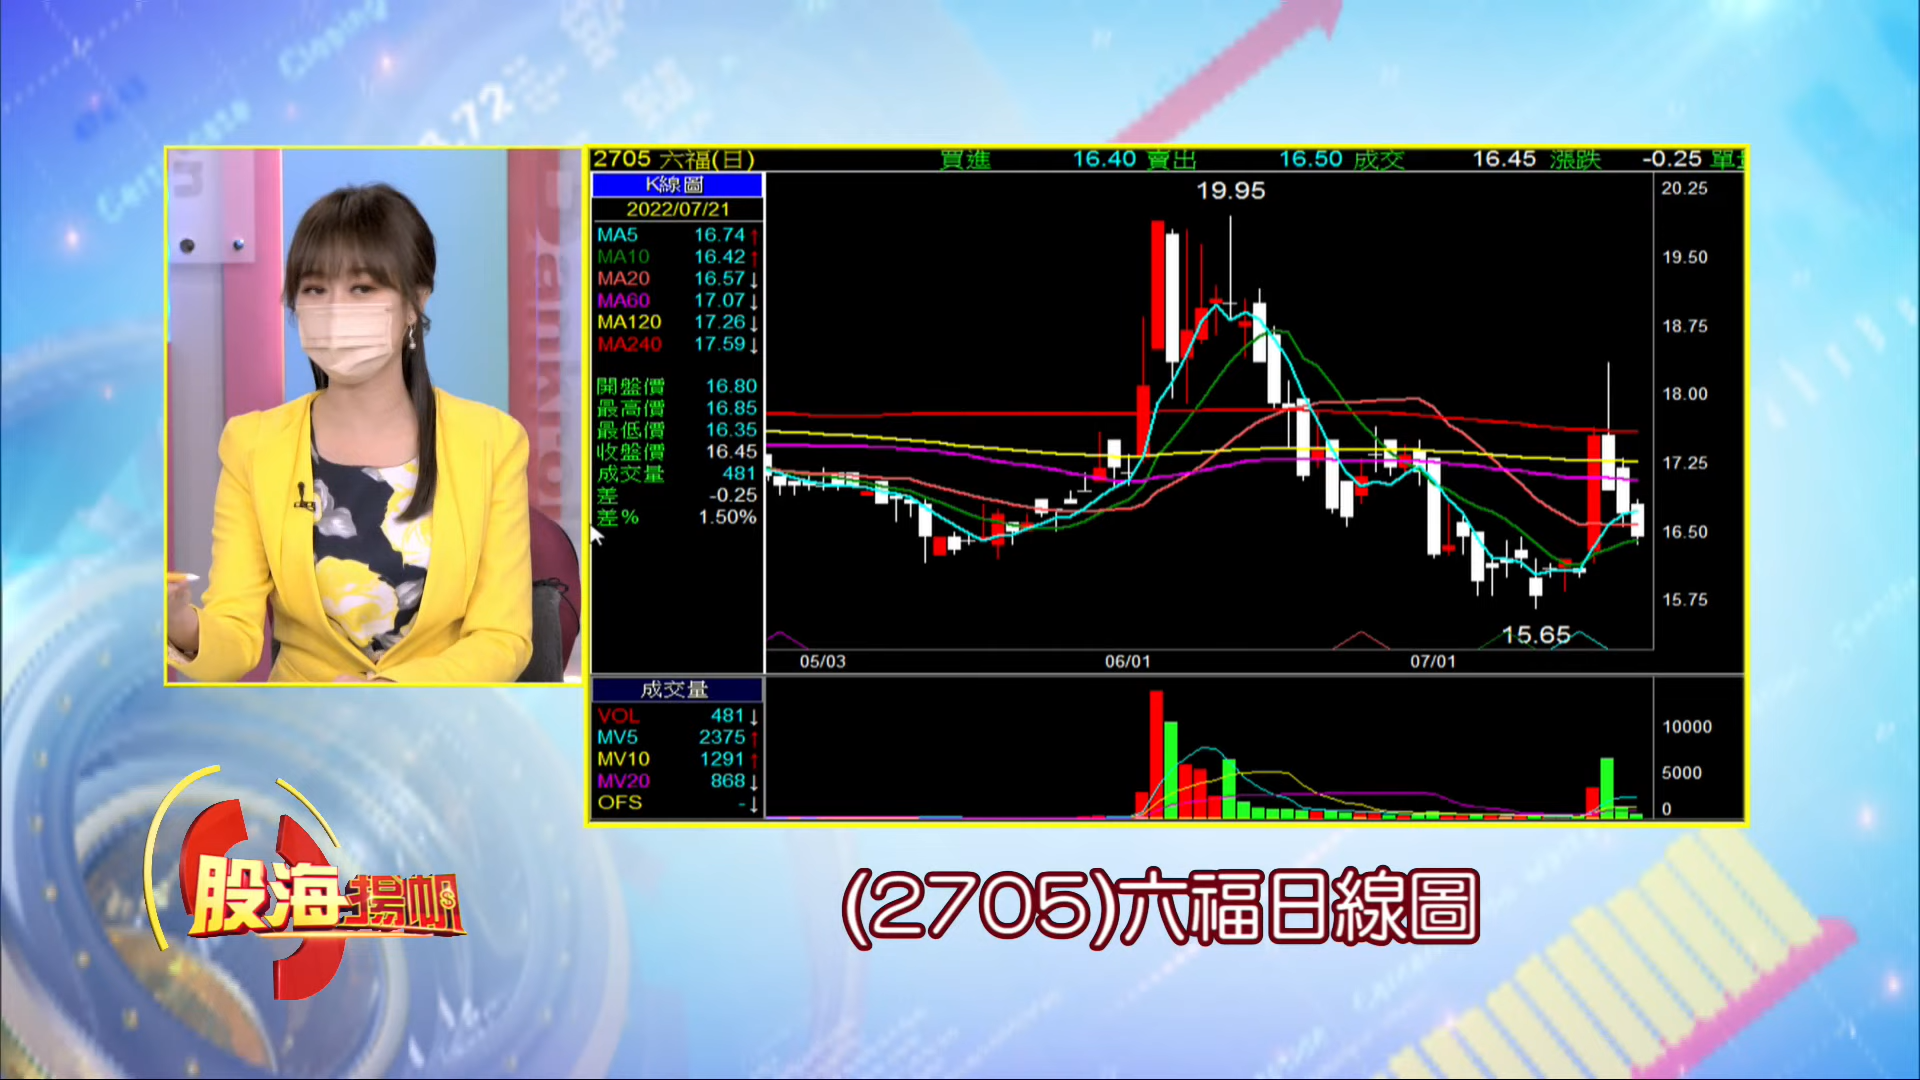 Closing
.72
Certificate
2705 六福(日) 買進 16.40 賣出 16.50 成交 16.45 漲跌 -0.25 單量
K線圖
2022/07/21
MA5 16.74↑
MA10 16.42↑
MA20 16.57↓
MA60 17.07↓
MA120 17.26↓
MA240 17.59↓
開盤價 16.80
最高價 16.85
最低價 16.35
收盤價 16.45
成交量 481
差 -0.25
差% 1.50%
19.95
15.65
20.25
19.50
18.75
18.00
17.25
16.50
15.75
05/03 06/01 07/01
成交量
VOL 481↓
MV5 2375↑
MV10 1291↑
MV20 868↓
OFS -↓
10000
5000
0
股海揚帆
(2705)六福日線圖